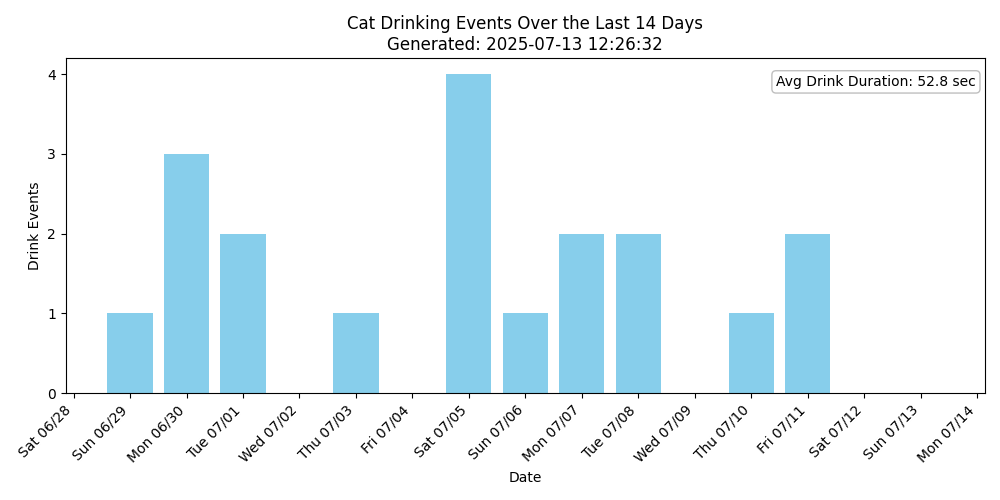 Cat Drinking Events Over the Last 14 Days
Generated: 2025-07-13 12:26:32
Avg Drink Duration: 52.8 sec
4
3
2
1
0
Drink Events
Sat 06/28
Sun 06/29
Mon 06/30
Tue 07/01
Wed 07/02
Thu 07/03
Fri 07/04
Sat 07/05
Sun 07/06
Mon 07/07
Tue 07/08
Wed 07/09
Thu 07/10
Fri 07/11
Sat 07/12
Sun 07/13
Mon 07/14
Date